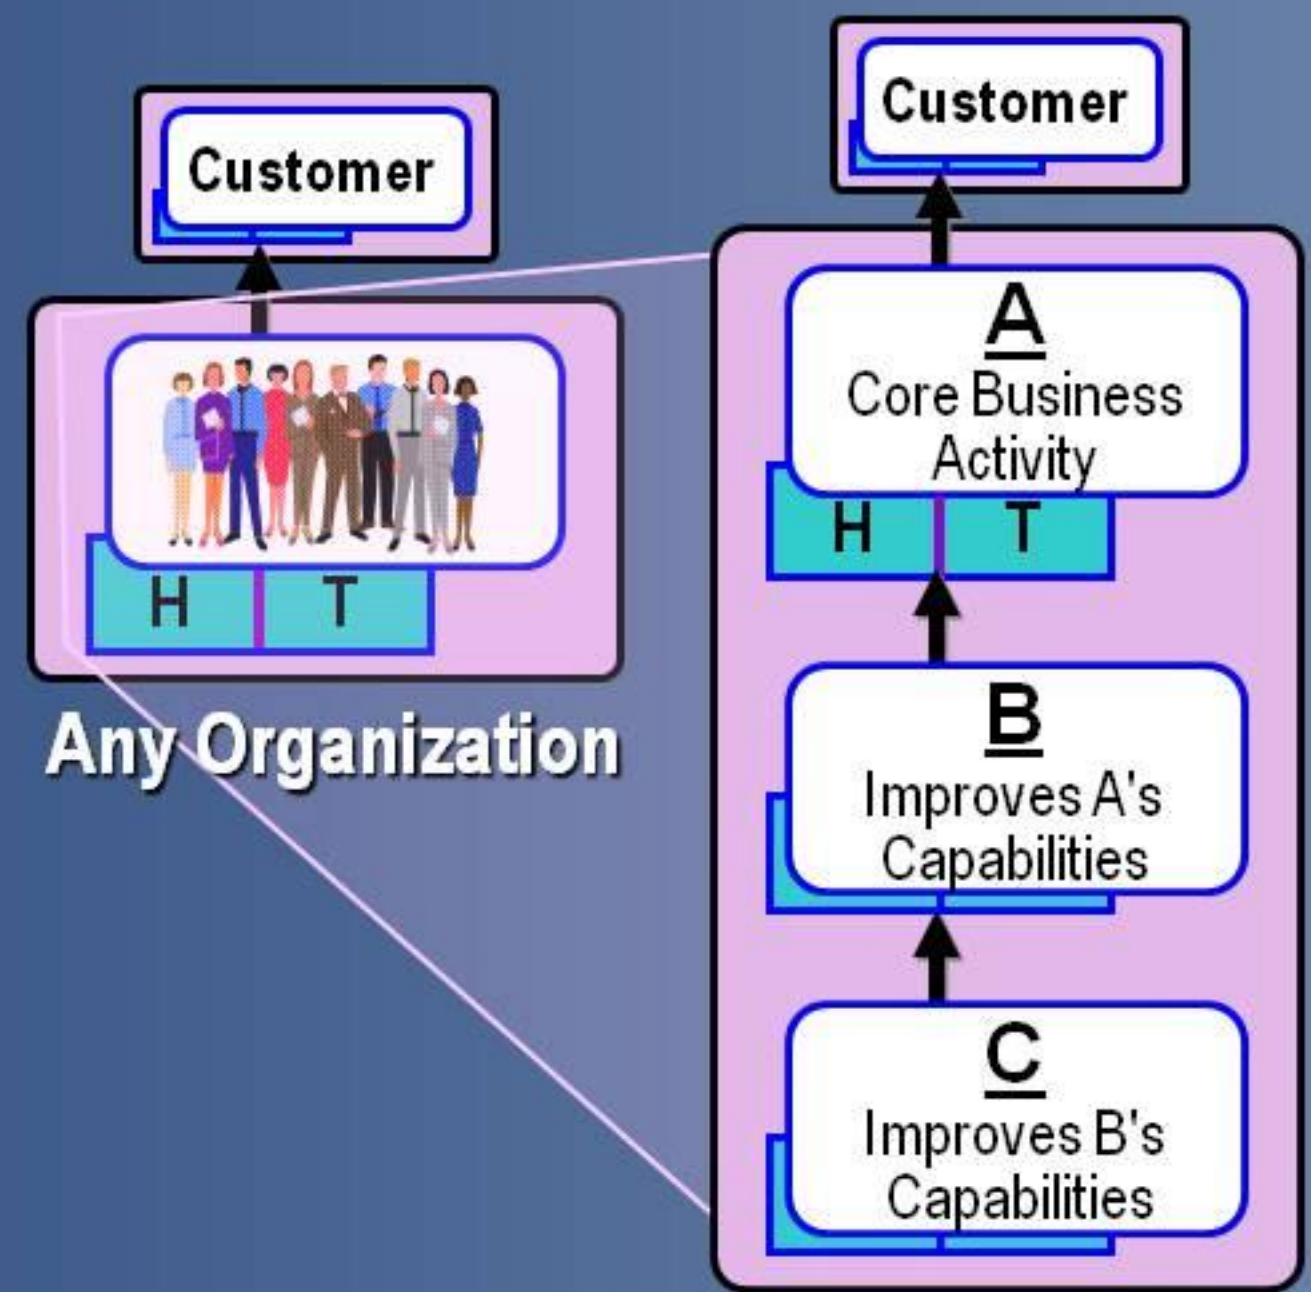 Customer
H T
Any Organization
Customer
A
Core Business
Activity
H T
B
Improves A's
Capabilities
C
Improves B's
Capabilities